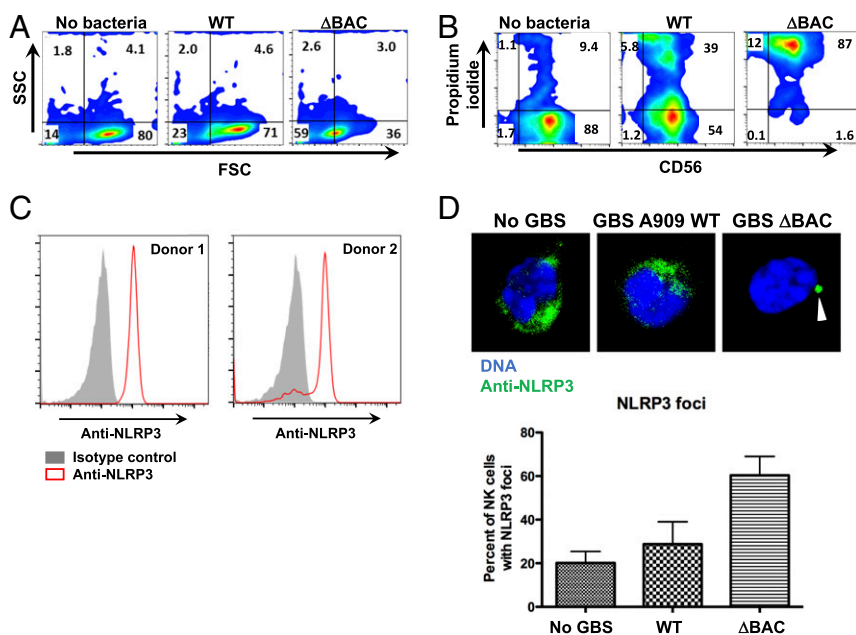 A
No bacteria
WT
ΔBAC
SSC
1.8
4.1
2.0
4.6
2.6
3.0
14
80
23
71
59
36
FSC
B
No bacteria
WT
ΔBAC
Propidium
iodide
1.1
9.4
5.8
39
12
87
1.7
88
1.2
54
0.1
1.6
CD56
C
Donor 1
Donor 2
Anti-NLRP3
Anti-NLRP3
Isotype control
Anti-NLRP3
D
No GBS
GBS A909 WT
GBS ΔBAC
DNA
Anti-NLRP3
NLRP3 foci
Percent of NK cells
with NLRP3 foci
80
60
40
20
0
No GBS
WT
ΔBAC